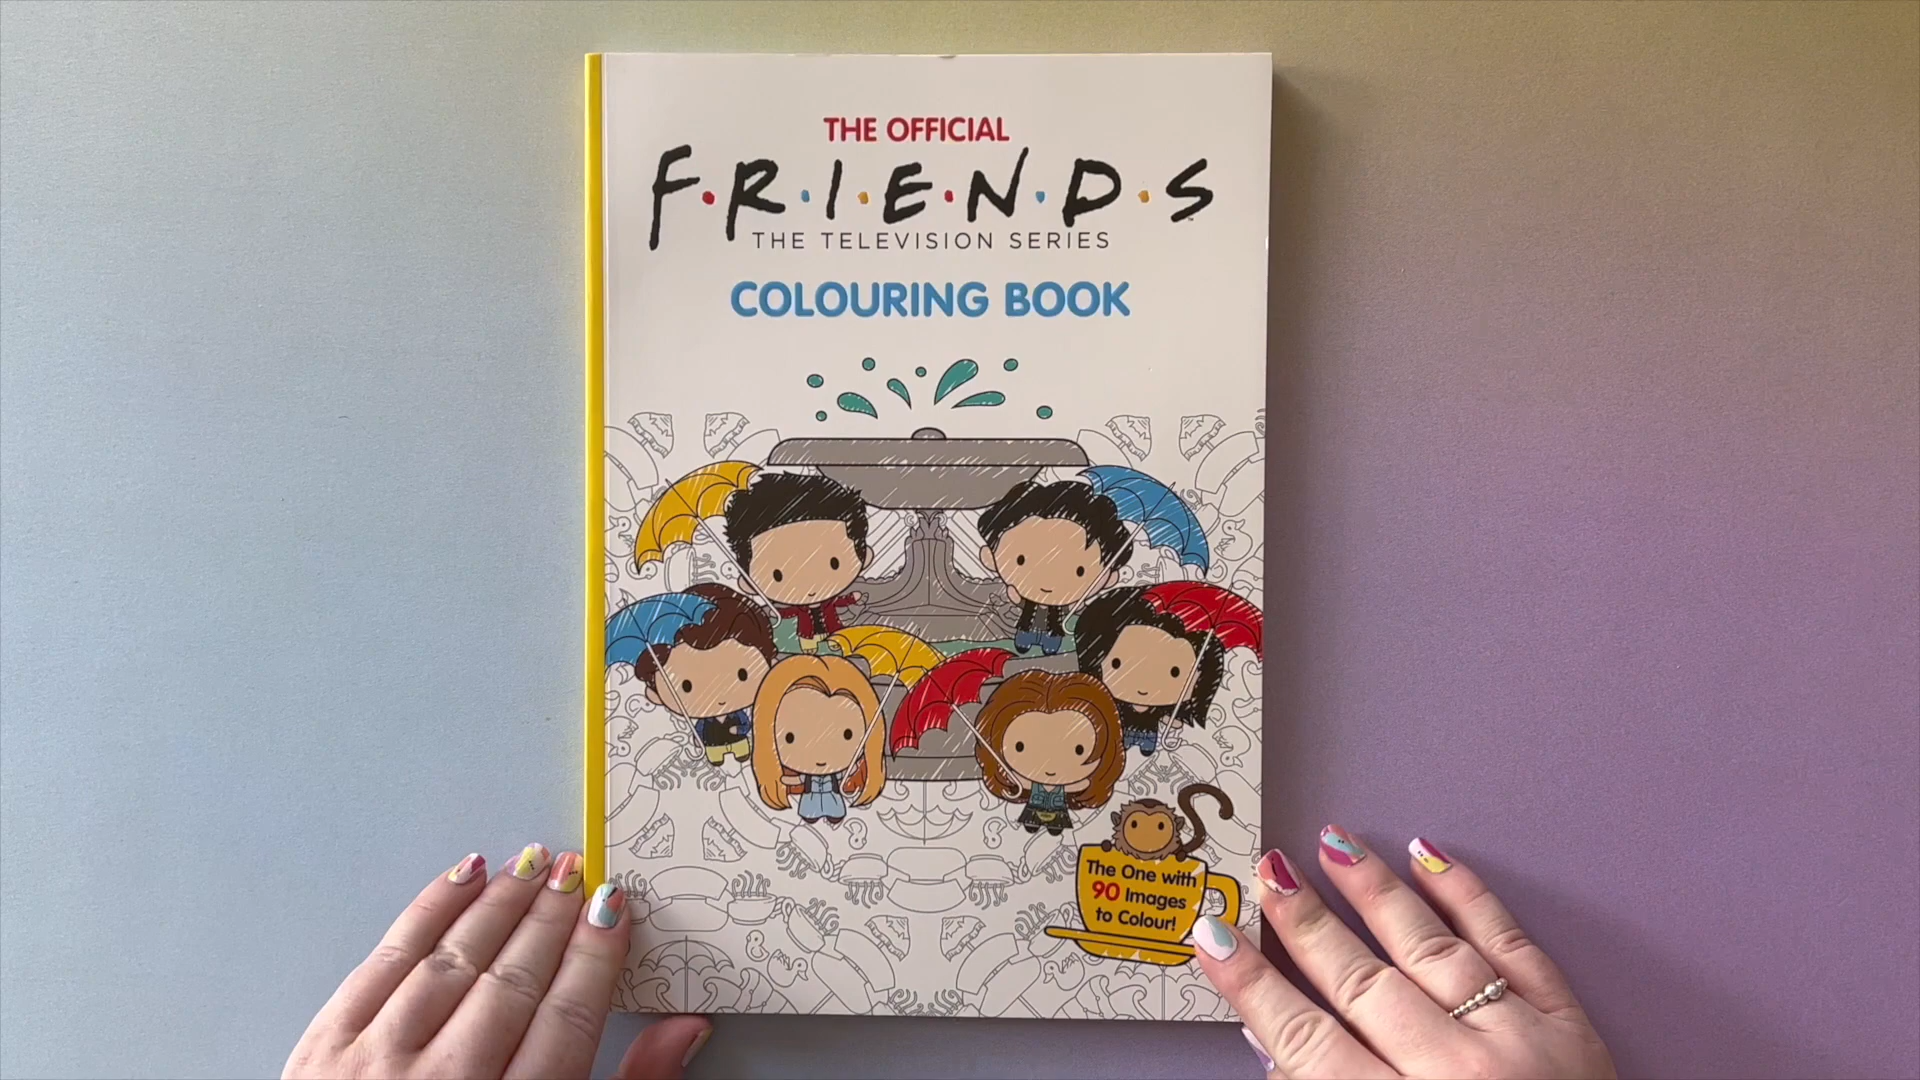 THE OFFICIAL
F•R•I•E•N•D•S
THE TELEVISION SERIES
COLOURING BOOK
The One with
90 Images
to Colour!